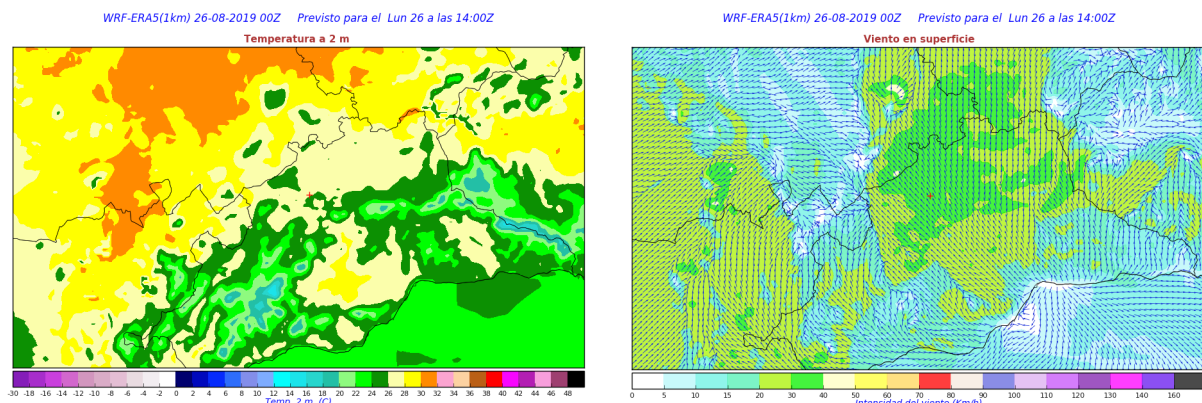 WRF-ERA5(1km) 26-08-2019 00Z Previsto para el Lun 26 a las 14:00Z
Temperatura a 2 m
-30 -18 -16 -14 -12 -10 -8 -6 -4 -2 0 2 4 6 8 10 12 14 16 18 20 22 24 26 28 30 32 34 36 38 40 42 44 46 48
Temp. 2 m. (C)
WRF-ERA5(1km) 26-08-2019 00Z Previsto para el Lun 26 a las 14:00Z
Viento en superficie
0 5 10 15 20 30 40 50 60 70 80 90 100 110 120 130 140 150 160
Intensidad del viento (Km/h)